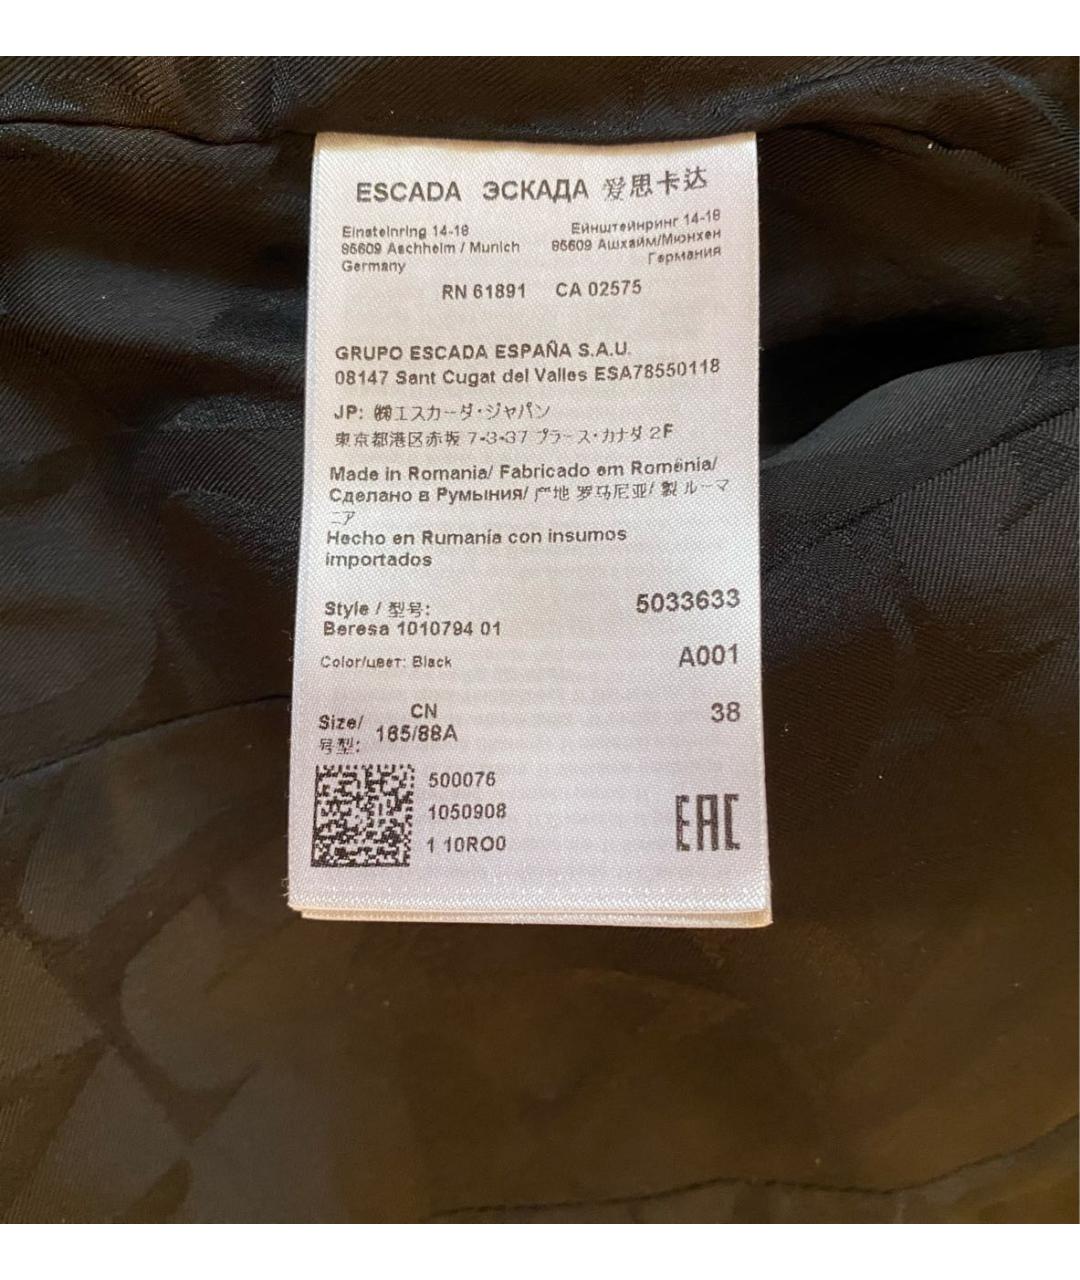 ESCADA ЭСКАДА 爱思卡达
Einsteinring 14-18
85609 Aschheim / Munich
Germany
Ейнштейнринг 14-18
85609 Ашхайм/Мюнхен
Германия
RN 61891 CA 02575
GRUPO ESCADA ESPAÑA S.A.U.
08147 Sant Cugat del Valles ESA78550118
JP: ㈱エスカーダ・ジャパン
東京都港区赤坂 7-3-37 プラース・カナダ 2F
Made in Romania/ Fabricado em Roménia/
Сделано в Румыния/ 产地 罗马尼亚/ 製 ルーマ
ニア
Hecho en Rumanía con insumos
importados
Style / 型号: 5033633
Beresa 1010794 01
Color/цвет: Black A001
Size/ CN 38
号型: 165/88A
500076
1050908
1 10RO0
EAC